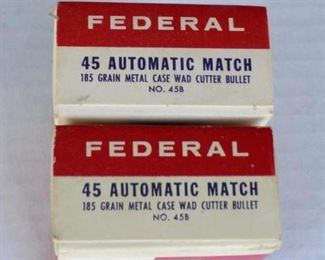 FEDERAL
45 AUTOMATIC MATCH
185 GRAIN METAL CASE WAD CUTTER BULLET
NO. 45B
FEDERAL
45 AUTOMATIC MATCH
185 GRAIN METAL CASE WAD CUTTER BULLET
NO. 45B